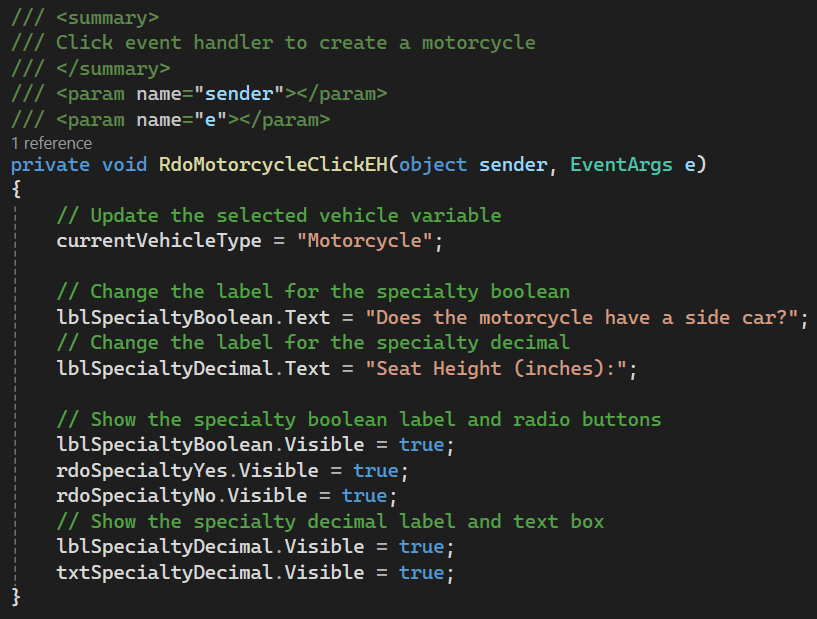 /// <summary>
/// Click event handler to create a motorcycle
/// </summary>
/// <param name="sender"></param>
/// <param name="e"></param>
1 reference
private void RdoMotorcycleClickEH(object sender, EventArgs e)
{
    // Update the selected vehicle variable
    currentVehicleType = "Motorcycle";

    // Change the label for the specialty boolean
    lblSpecialtyBoolean.Text = "Does the motorcycle have a side car?";
    // Change the label for the specialty decimal
    lblSpecialtyDecimal.Text = "Seat Height (inches):";

    // Show the specialty boolean label and radio buttons
    lblSpecialtyBoolean.Visible = true;
    rdoSpecialtyYes.Visible = true;
    rdoSpecialtyNo.Visible = true;
    // Show the specialty decimal label and text box
    lblSpecialtyDecimal.Visible = true;
    txtSpecialtyDecimal.Visible = true;
}